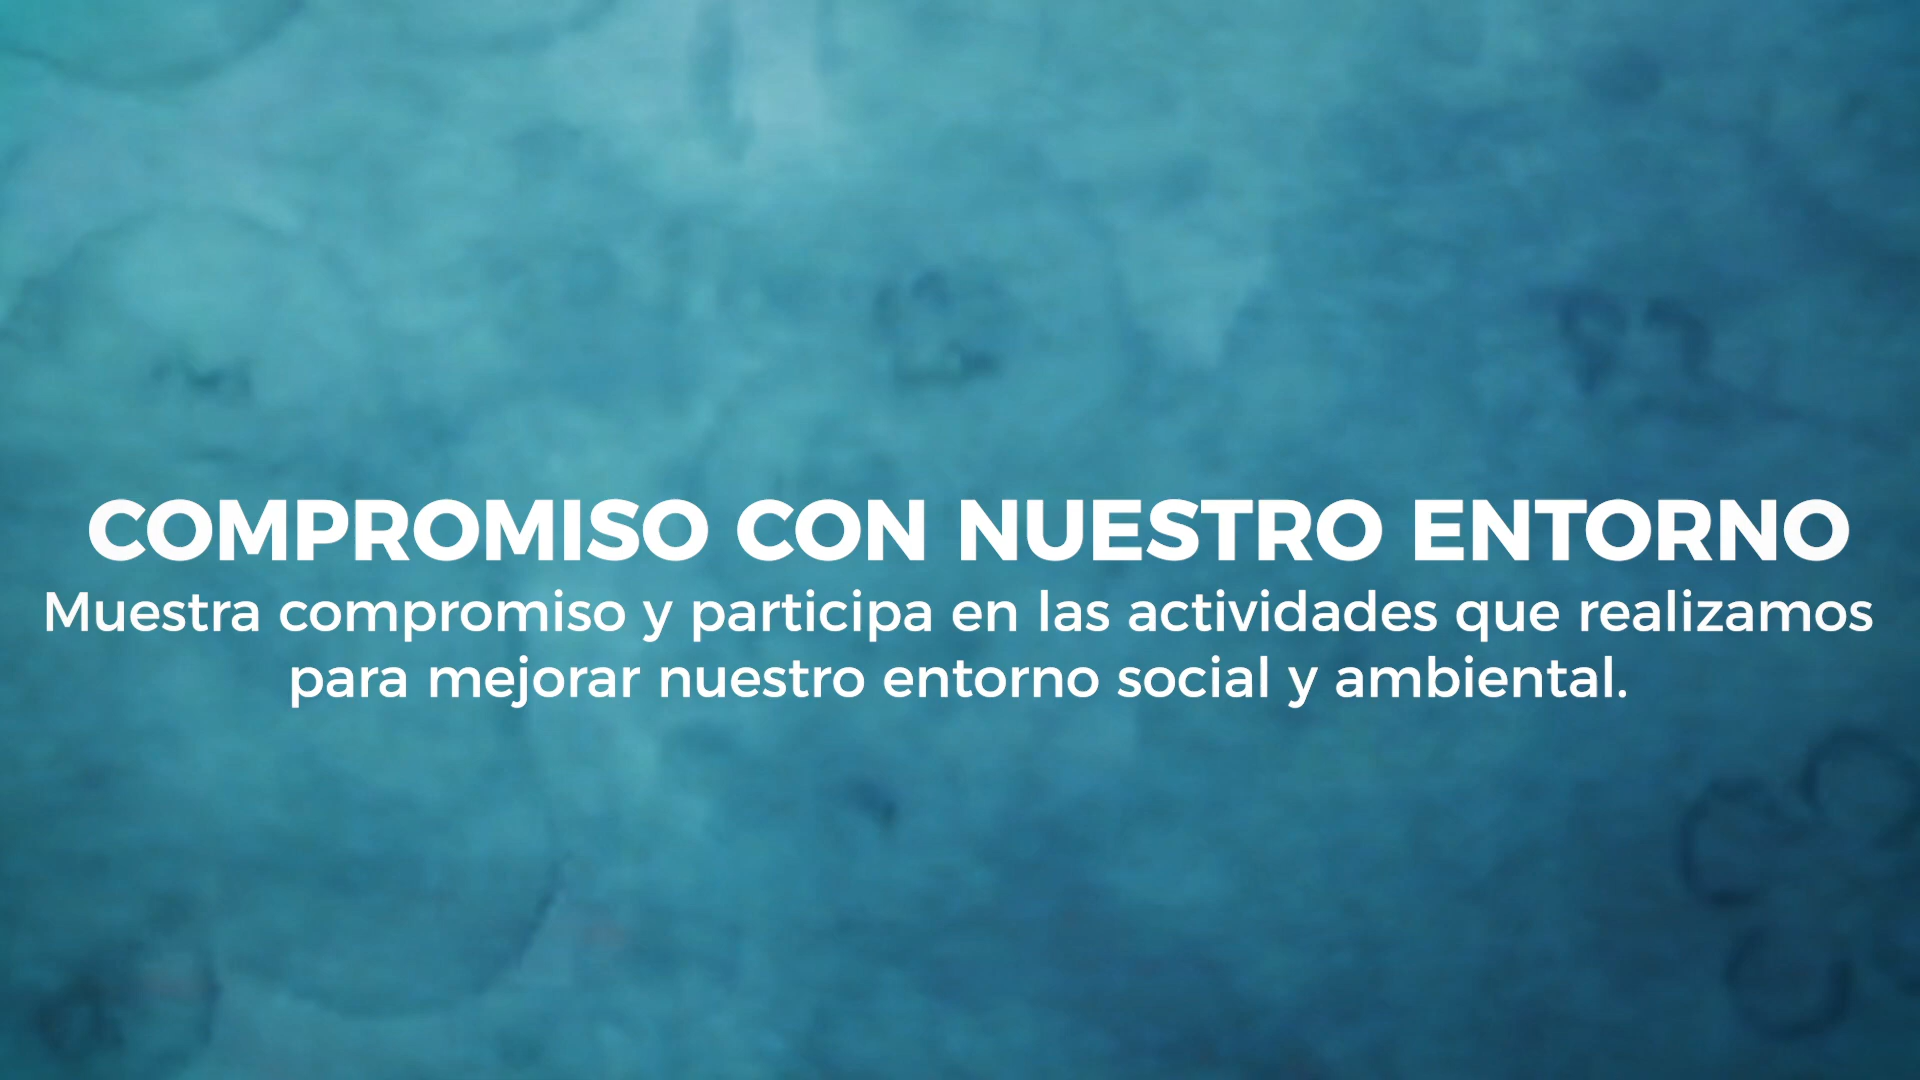 COMPROMISO CON NUESTRO ENTORNO
Muestra compromiso y participa en las actividades que realizamos
para mejorar nuestro entorno social y ambiental.